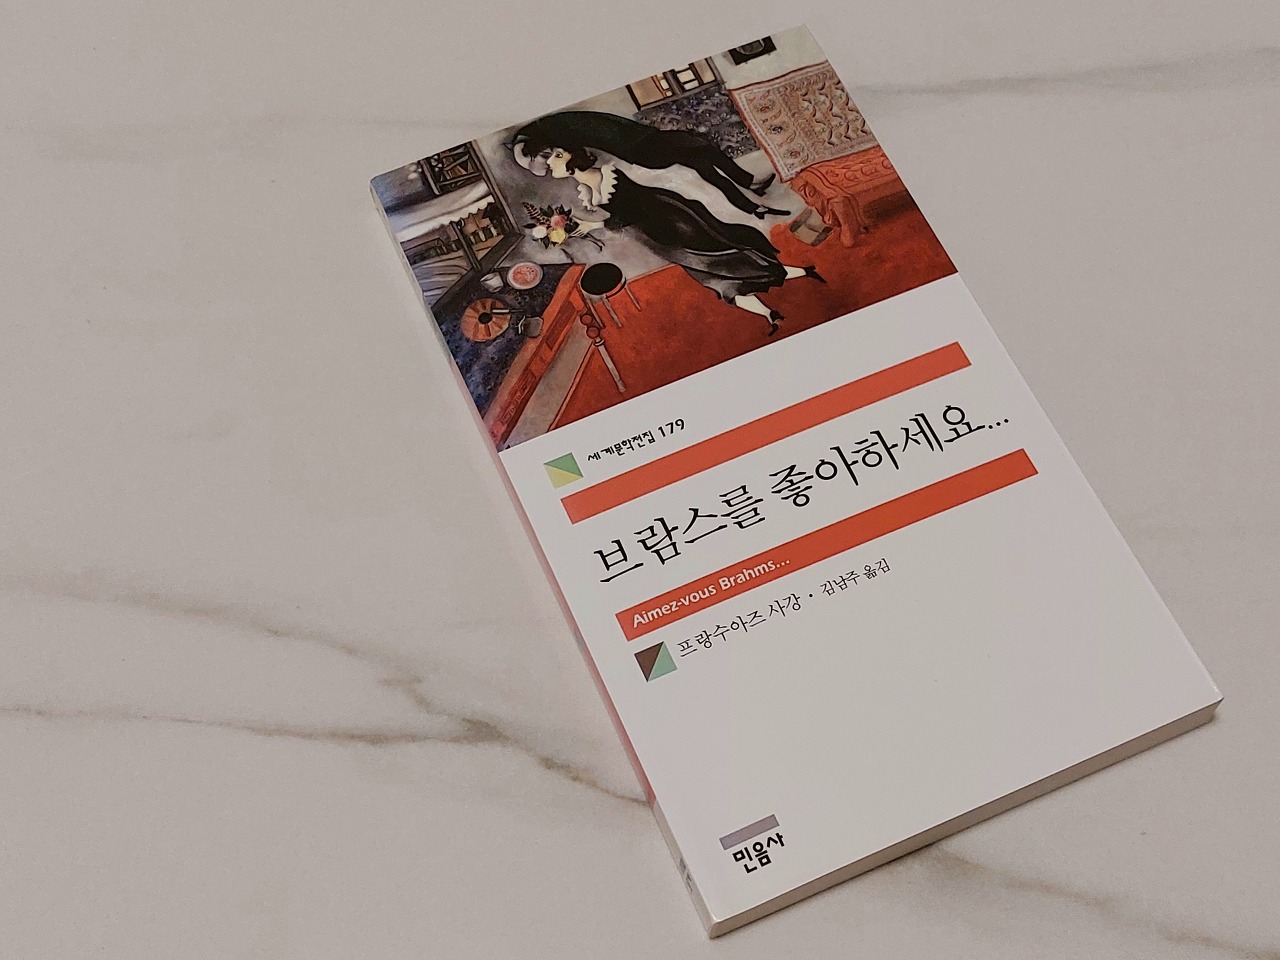 세계문학전집 179
브람스를 좋아하세요...
Aimez-vous Brahms...
프랑수아즈 사강 · 김남주 옮김
민음사